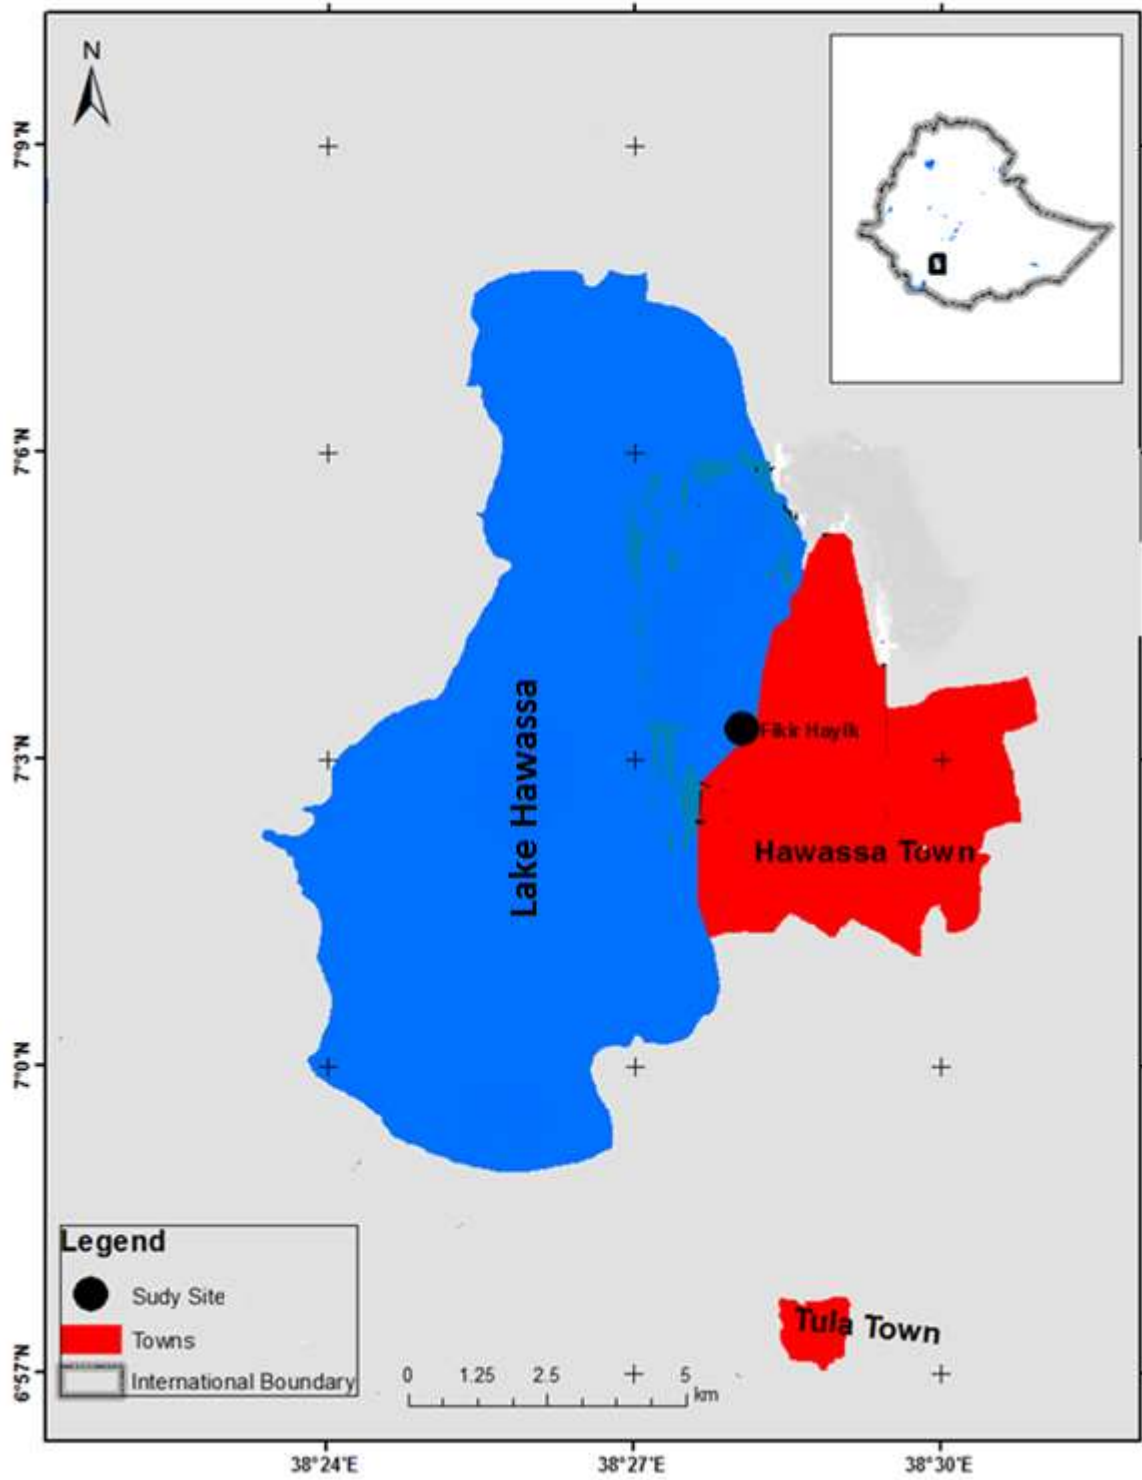 N
7°9'N
7°6'N
7°3'N
7°0'N
6°57'N
Lake Hawassa
Fikir Hayik
Hawassa Town
Tula Town
Legend
Sudy Site
Towns
International Boundary
0 1.25 2.5 5
km
38°24'E 38°27'E 38°30'E